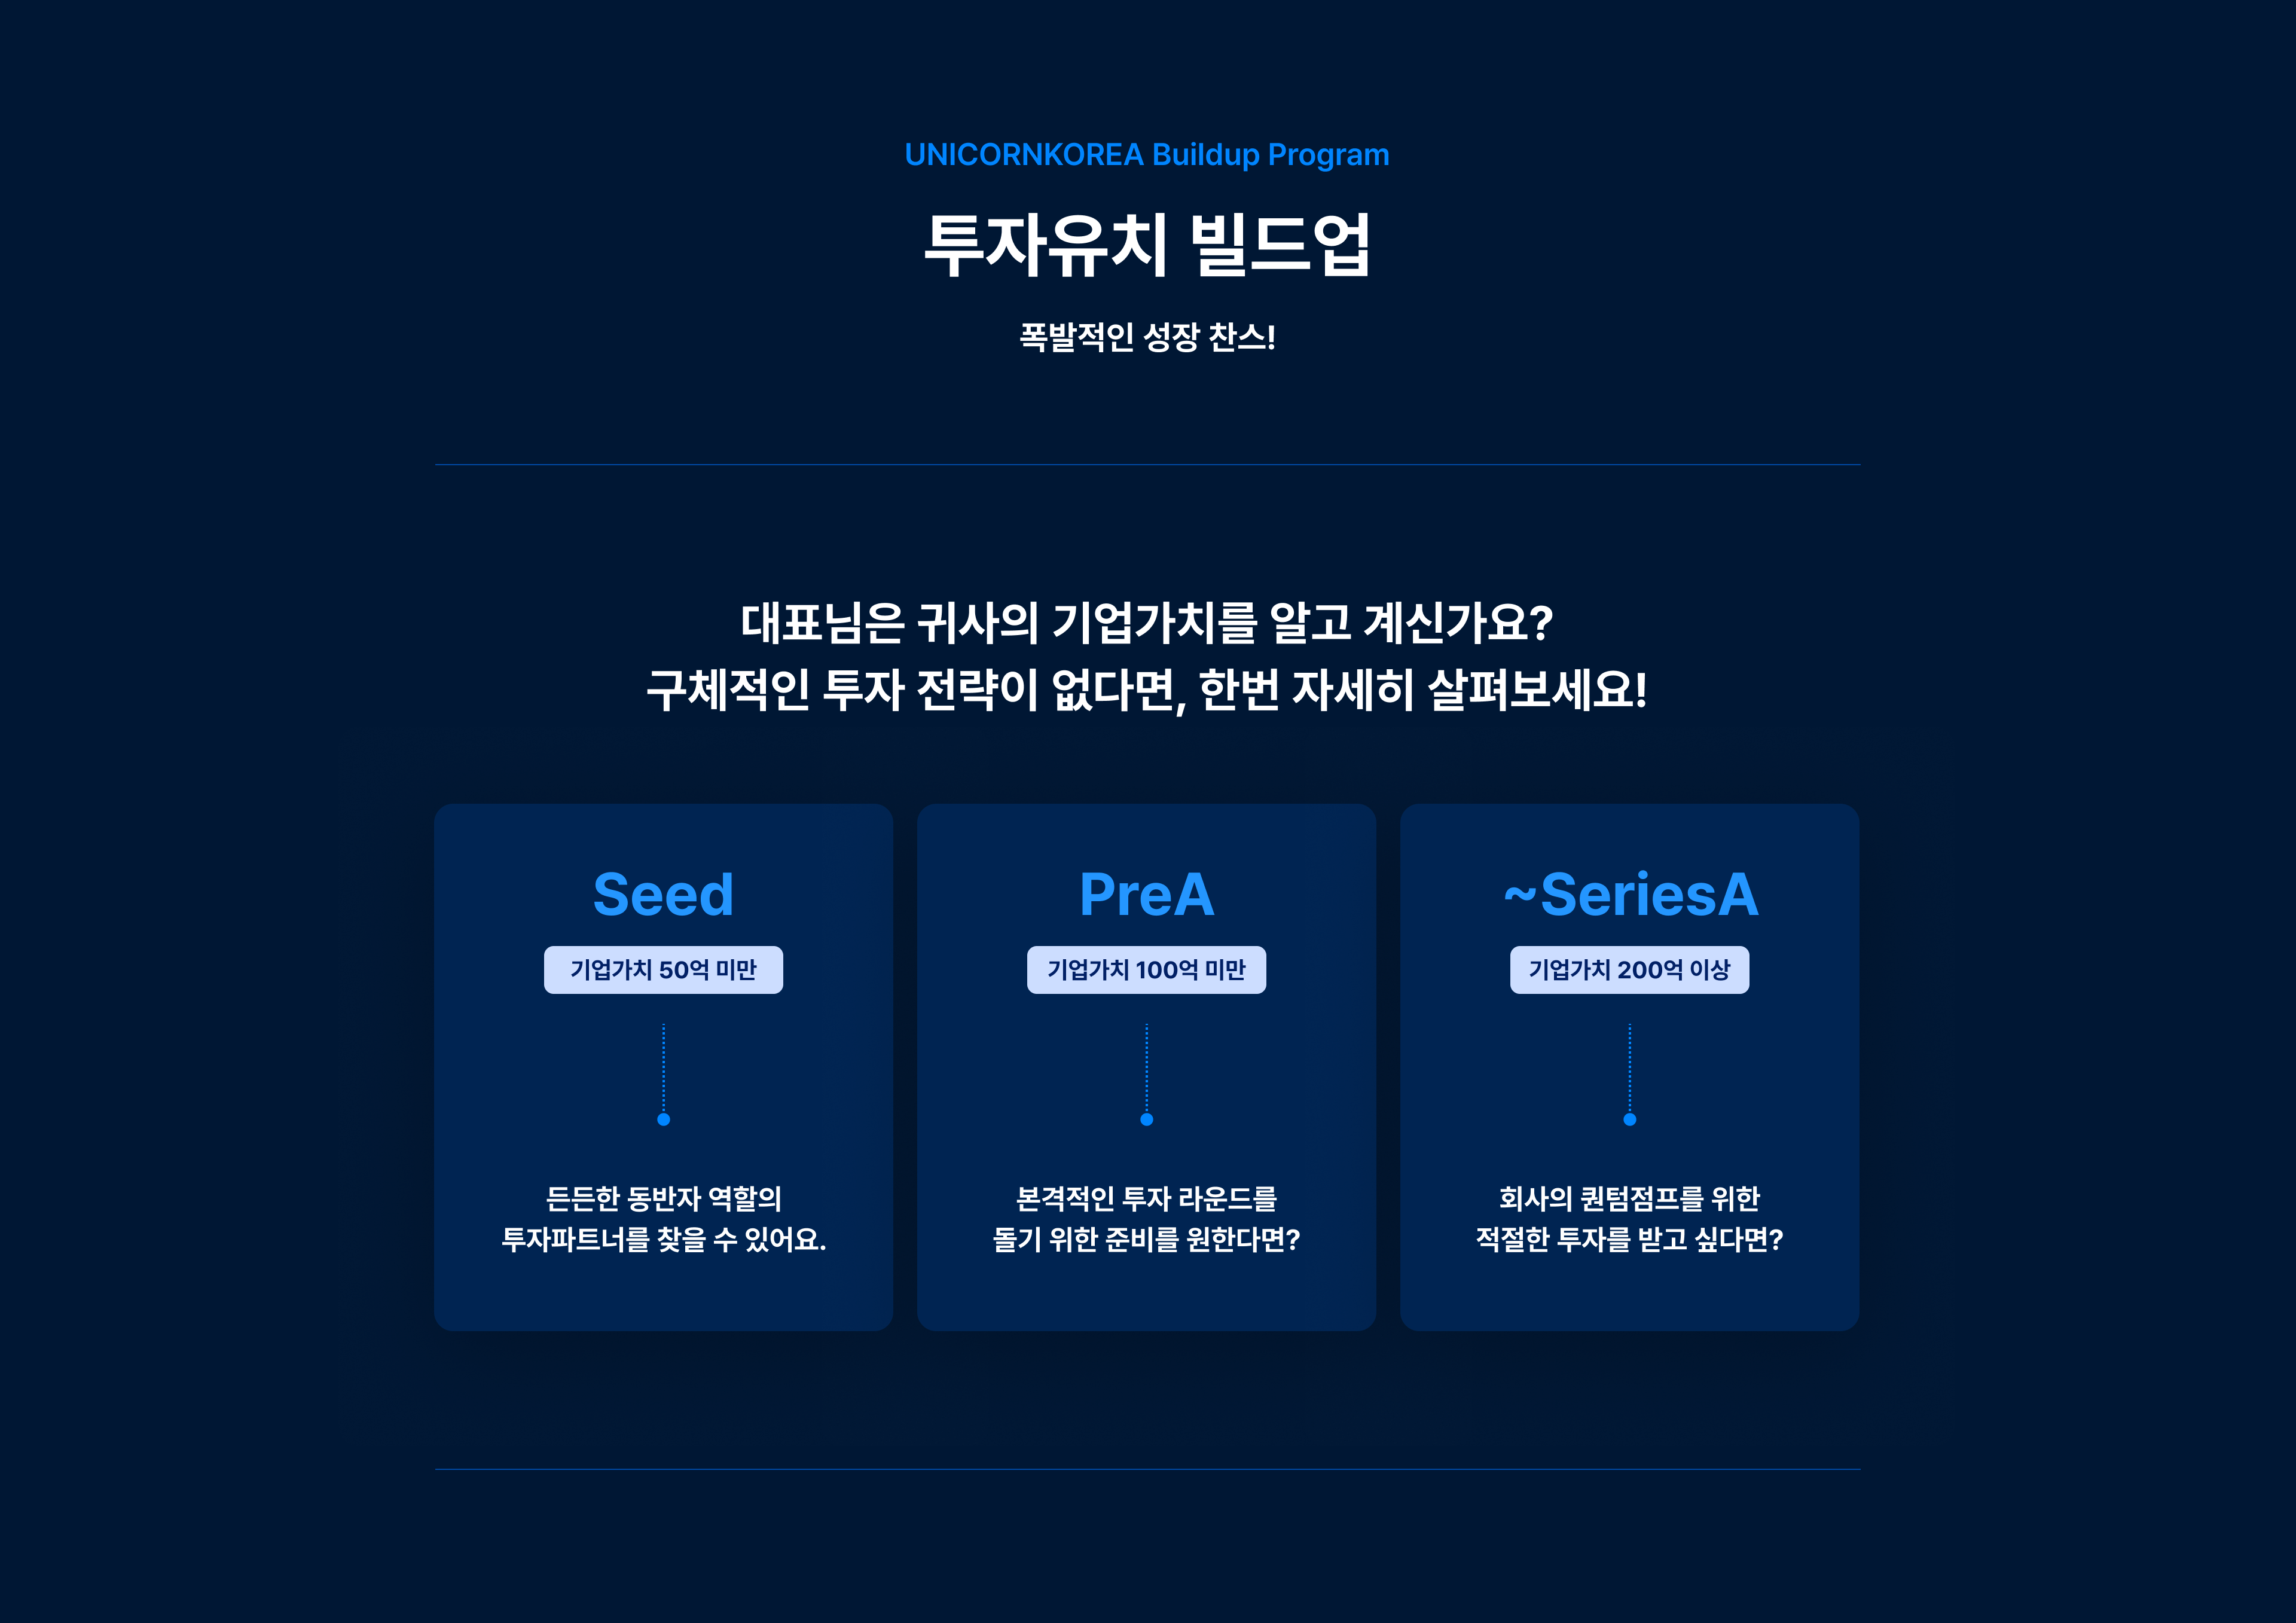 UNICORNKOREA Buildup Program
투자유치 빌드업
폭발적인 성장 찬스!
대표님은 귀사의 기업가치를 알고 계신가요?
구체적인 투자 전략이 없다면, 한번 자세히 살펴보세요!
Seed
기업가치 50억 미만
든든한 동반자 역할의
투자파트너를 찾을 수 있어요.
PreA
기업가치 100억 미만
본격적인 투자 라운드를
돌기 위한 준비를 원한다면?
~SeriesA
기업가치 200억 이상
회사의 퀀텀점프를 위한
적절한 투자를 받고 싶다면?